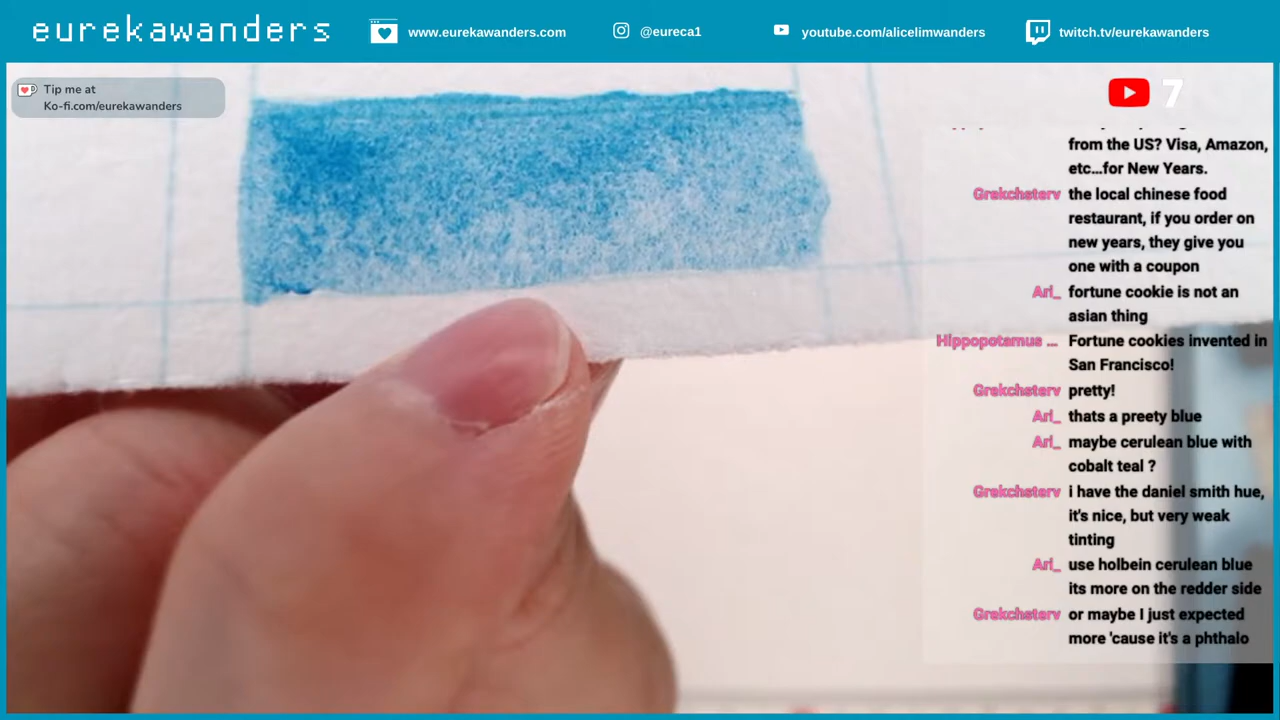 eurekawanders
www.eurekawanders.com
@eureca1
youtube.com/alicelimwanders
twitch.tv/eurekawanders
Tip me at
Ko-fi.com/eurekawanders
7
from the US? Visa, Amazon,
etc...for New Years.
Grekchsterv the local chinese food
restaurant, if you order on
new years, they give you
one with a coupon
Ari_ fortune cookie is not an
asian thing
Hippopotamus ... Fortune cookies invented in
San Francisco!
Grekchsterv pretty!
Ari_ thats a preety blue
Ari_ maybe cerulean blue with
cobalt teal ?
Grekchsterv i have the daniel smith hue,
it's nice, but very weak
tinting
Ari_ use holbein cerulean blue
its more on the redder side
Grekchsterv or maybe I just expected
more 'cause it's a phthalo